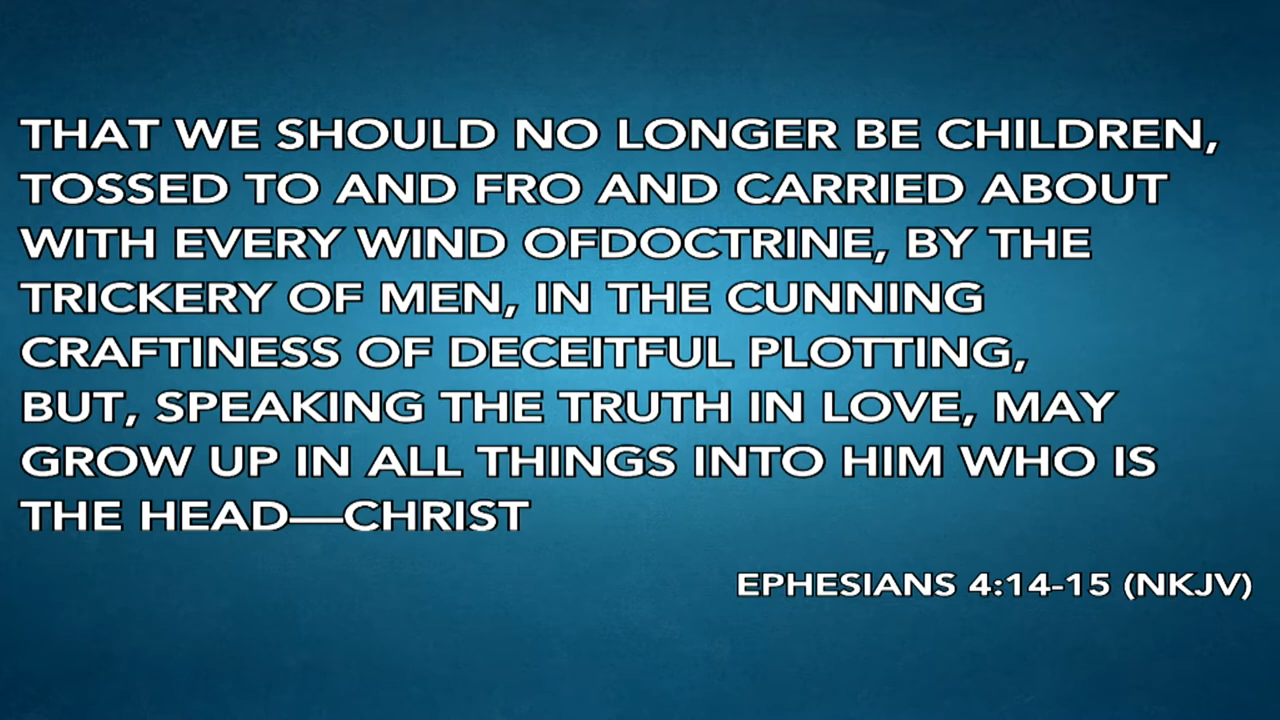 THAT WE SHOULD NO LONGER BE CHILDREN,
TOSSED TO AND FRO AND CARRIED ABOUT
WITH EVERY WIND OFDOCTRINE, BY THE
TRICKERY OF MEN, IN THE CUNNING
CRAFTINESS OF DECEITFUL PLOTTING,
BUT, SPEAKING THE TRUTH IN LOVE, MAY
GROW UP IN ALL THINGS INTO HIM WHO IS
THE HEAD—CHRIST
EPHESIANS 4:14-15 (NKJV)